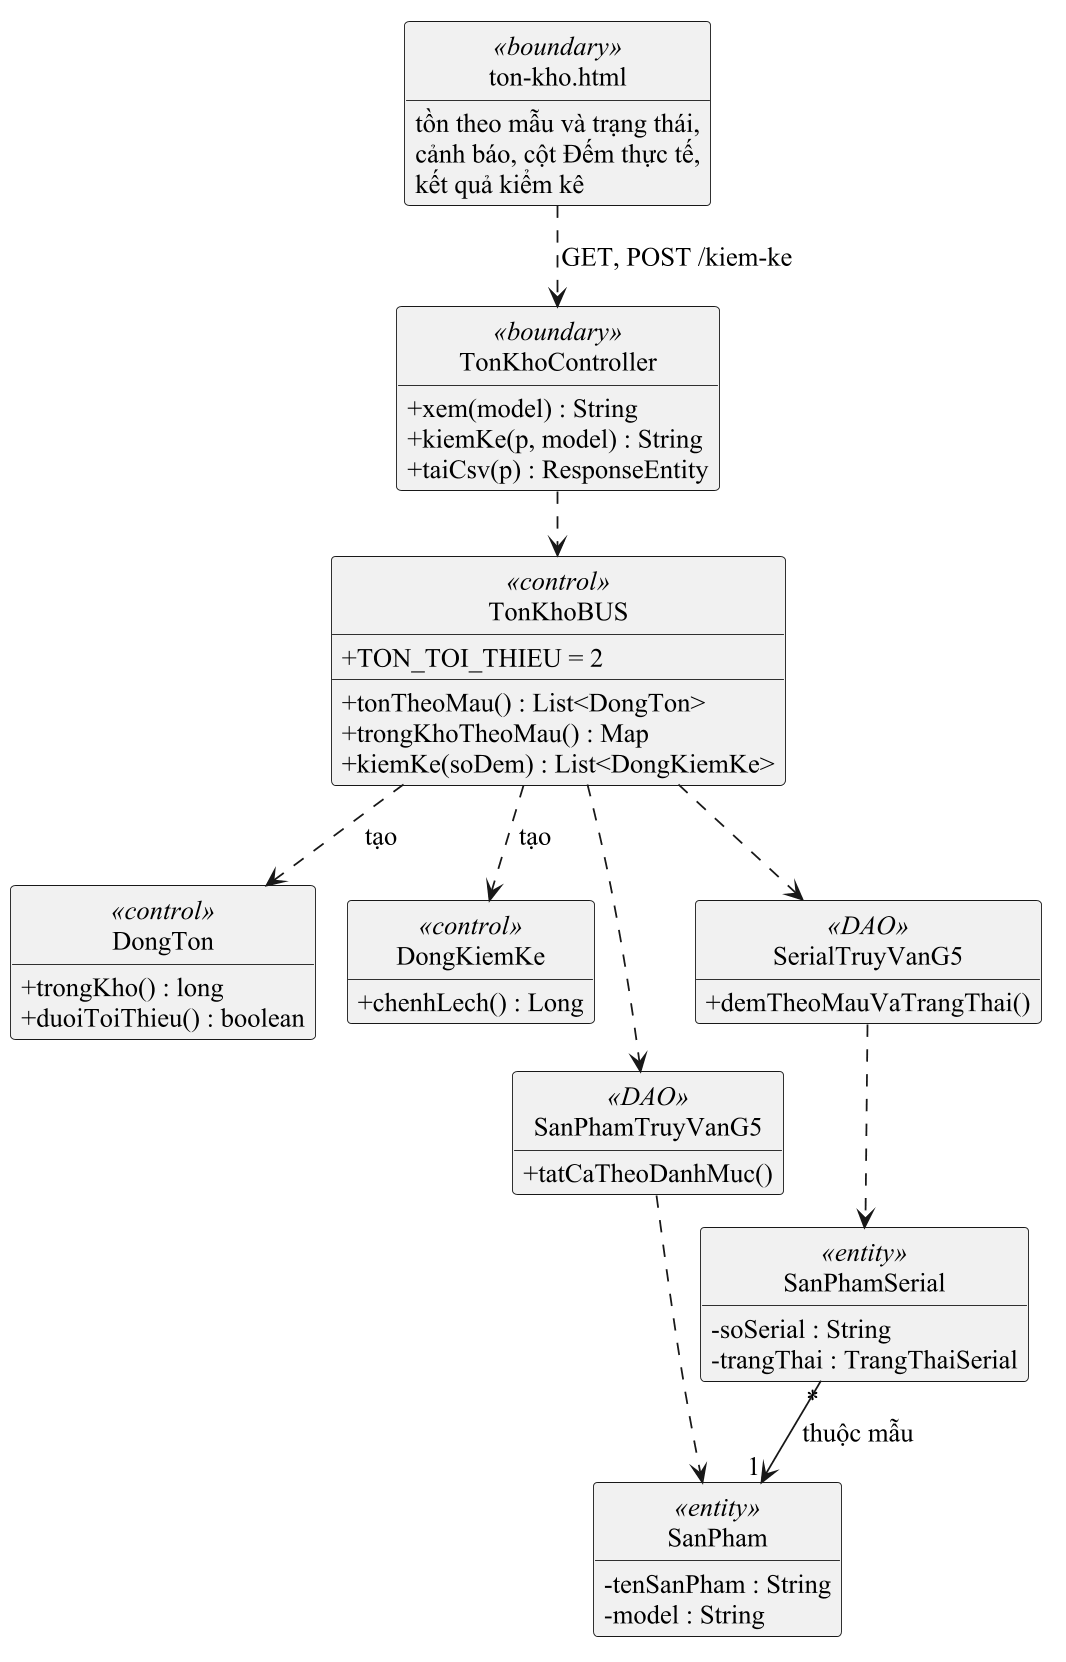 «boundary»
ton-kho.html
tồn theo mẫu và trạng thái,
cảnh báo, cột Đếm thực tế,
kết quả kiểm kê
GET, POST /kiem-ke
«boundary»
TonKhoController
+xem(model) : String
+kiemKe(p, model) : String
+taiCsv(p) : ResponseEntity
«control»
TonKhoBUS
+TON_TOI_THIEU = 2
+tonTheoMau() : List<DongTon>
+trongKhoTheoMau() : Map
+kiemKe(soDem) : List<DongKiemKe>
tạo
tạo
«control»
DongTon
+trongKho() : long
+duoiToiThieu() : boolean
«control»
DongKiemKe
+chenhLech() : Long
«DAO»
SerialTruyVanG5
+demTheoMauVaTrangThai()
«DAO»
SanPhamTruyVanG5
+tatCaTheoDanhMuc()
«entity»
SanPhamSerial
-soSerial : String
-trangThai : TrangThaiSerial
*
thuộc mẫu
1
«entity»
SanPham
-tenSanPham : String
-model : String